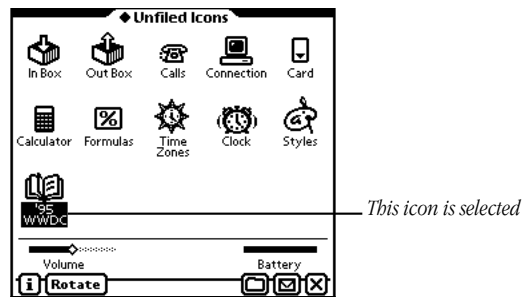 Unfiled Icons
In Box Out Box Calls Connection Card
Calculator Formulas Time Zones Clock Styles
'95
WWDC
This icon is selected
Volume Battery
i Rotate